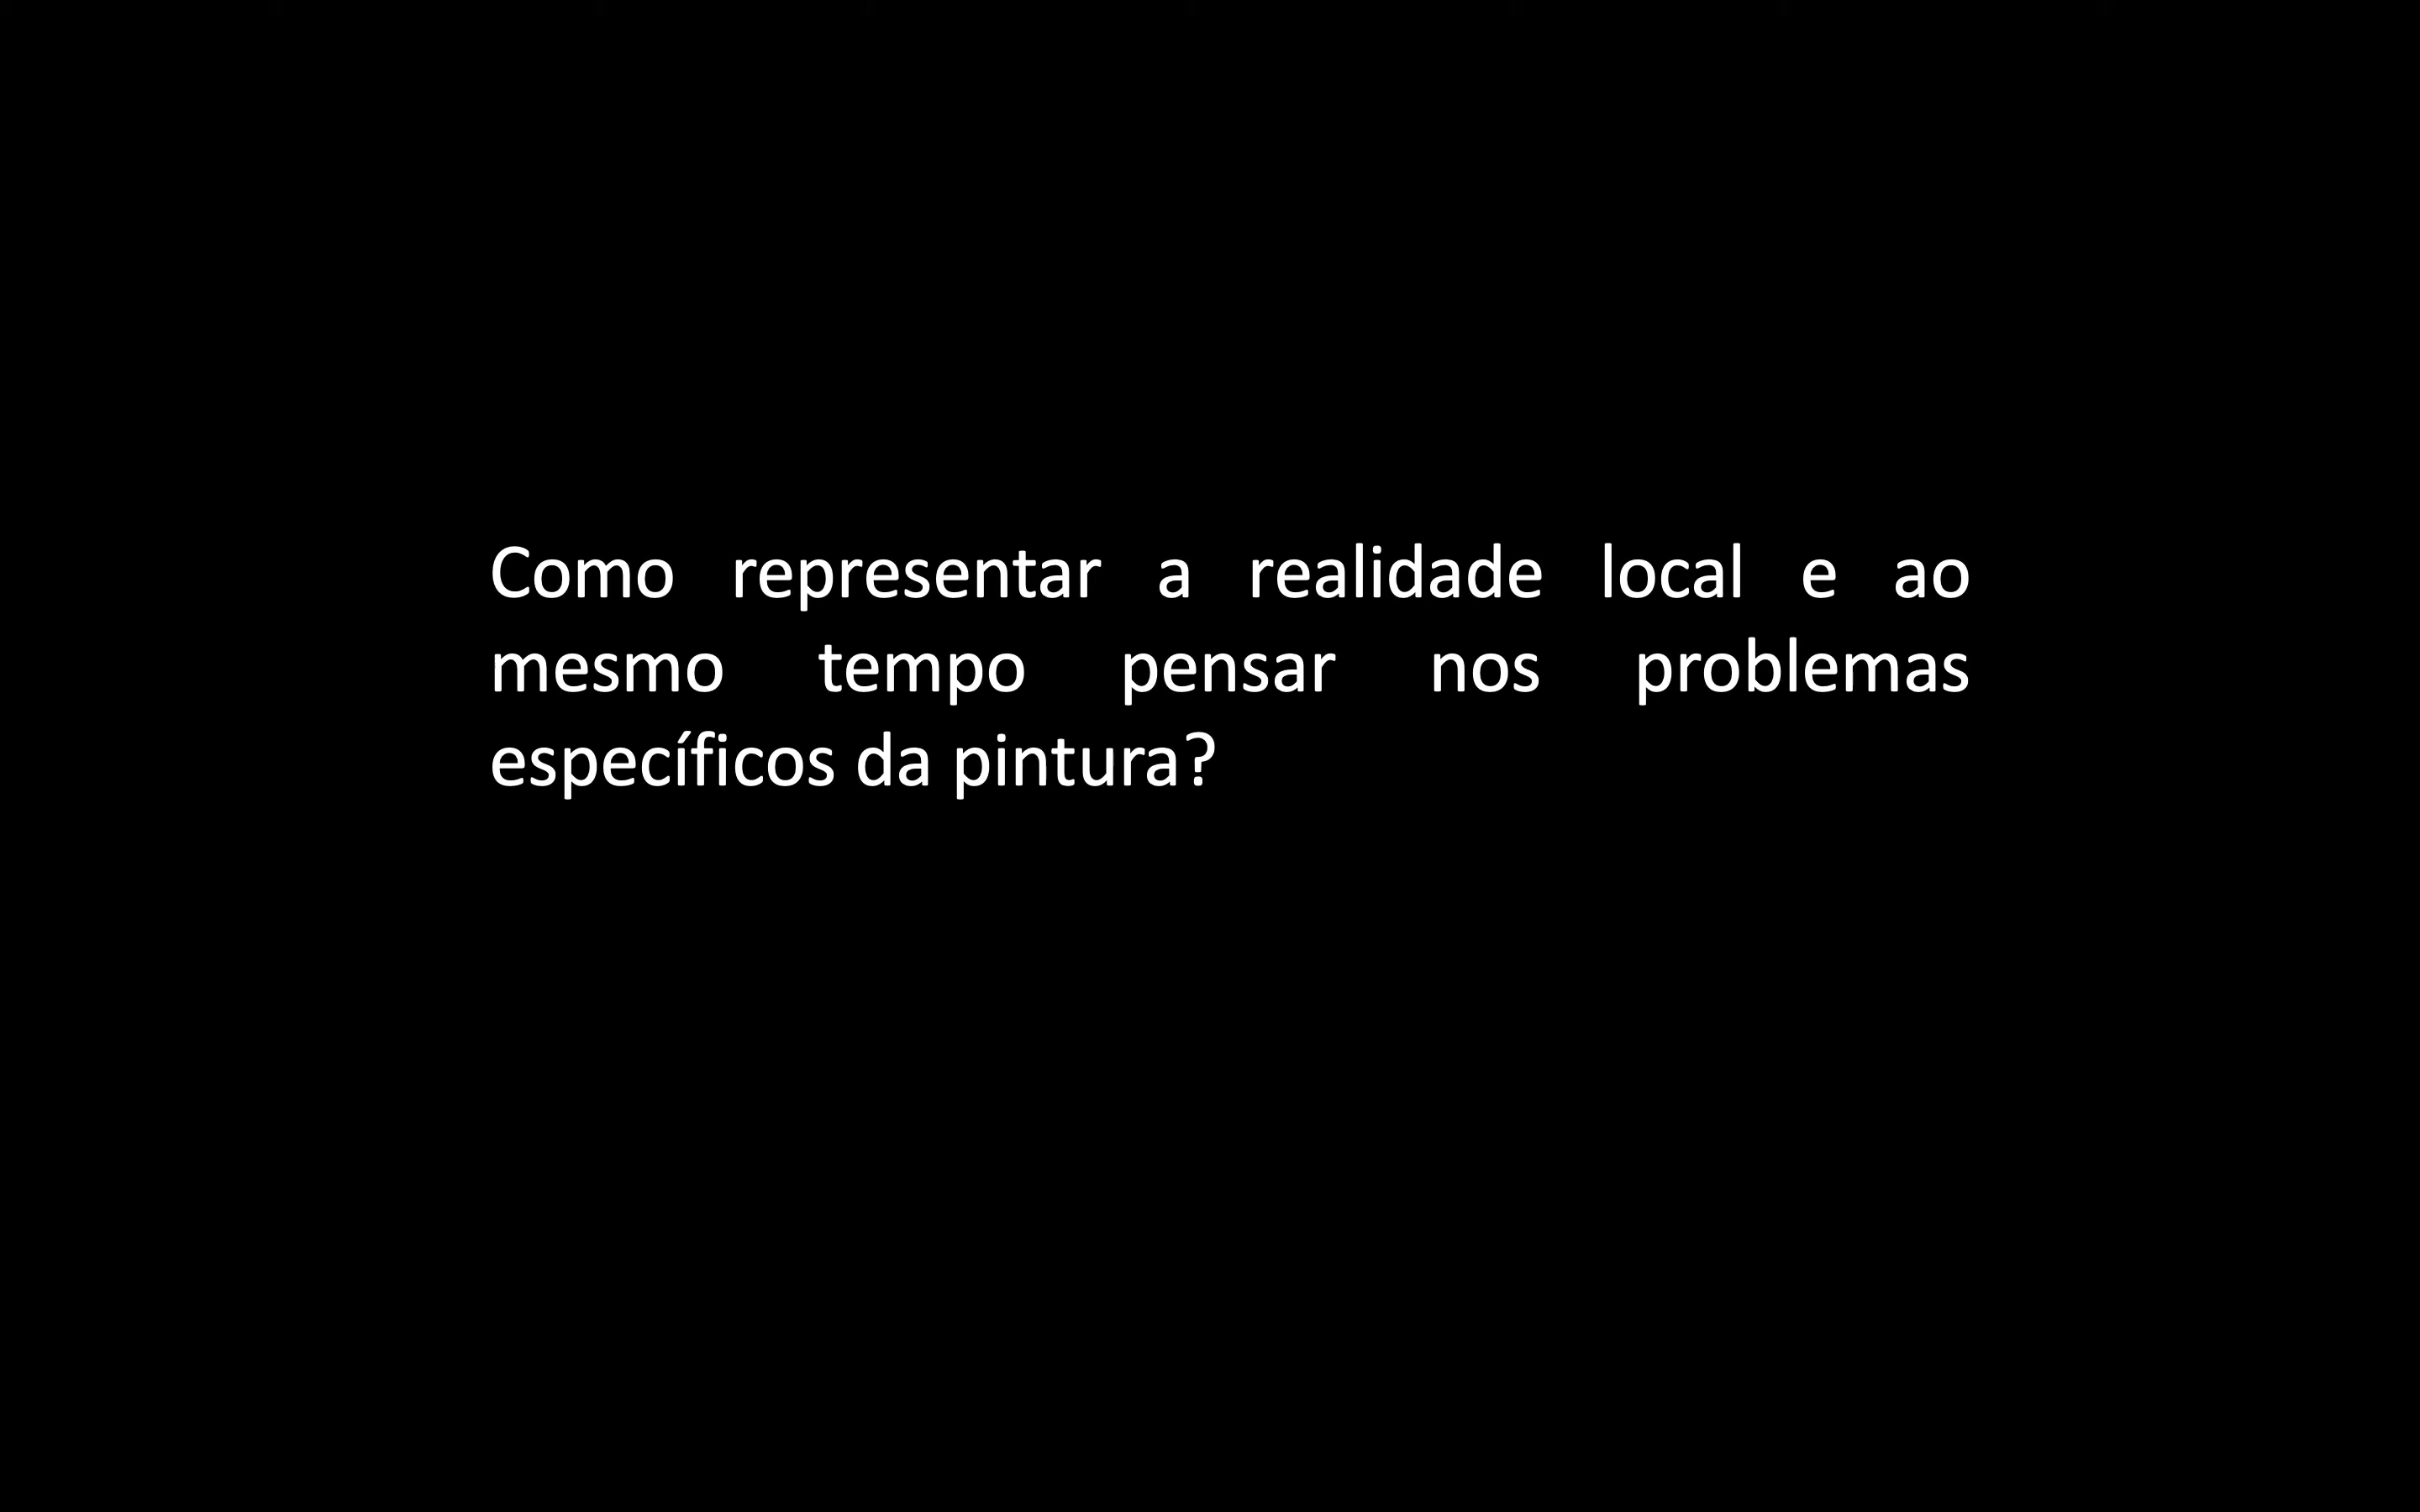 Como representar a realidade local e ao
mesmo tempo pensar nos problemas
específicos da pintura?